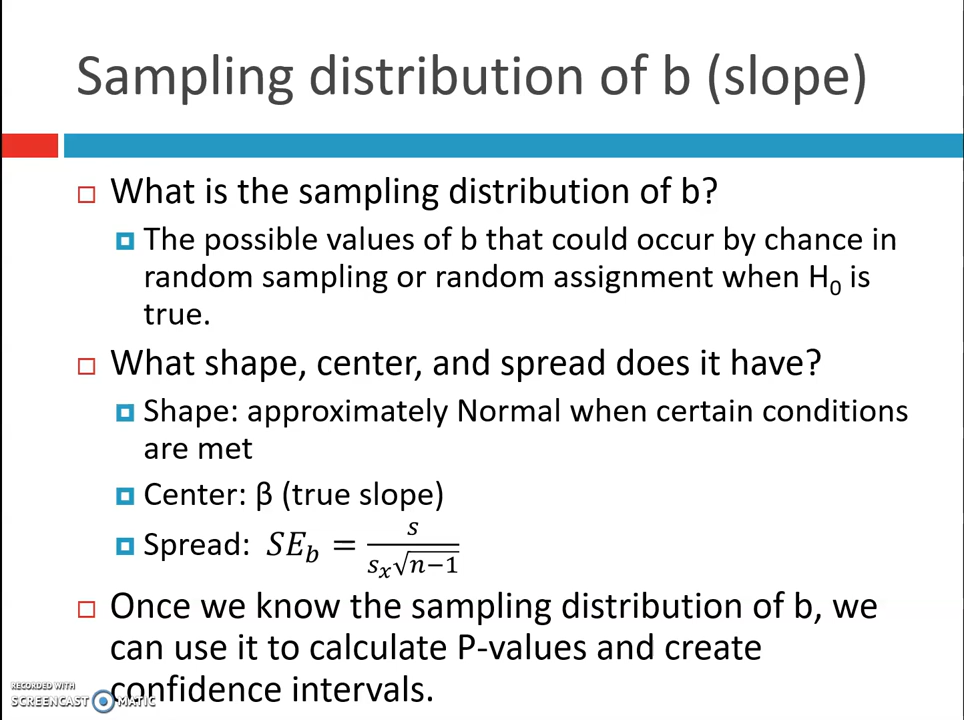 Sampling distribution of b (slope)
What is the sampling distribution of b?
The possible values of b that could occur by chance in
random sampling or random assignment when H₀ is
true.
What shape, center, and spread does it have?
Shape: approximately Normal when certain conditions
are met
Center: β (true slope)
Spread: SE_b = s / (s_x√(n−1))
Once we know the sampling distribution of b, we
can use it to calculate P-values and create
confidence intervals.
RECORDED WITH
SCREENCAST MATIC